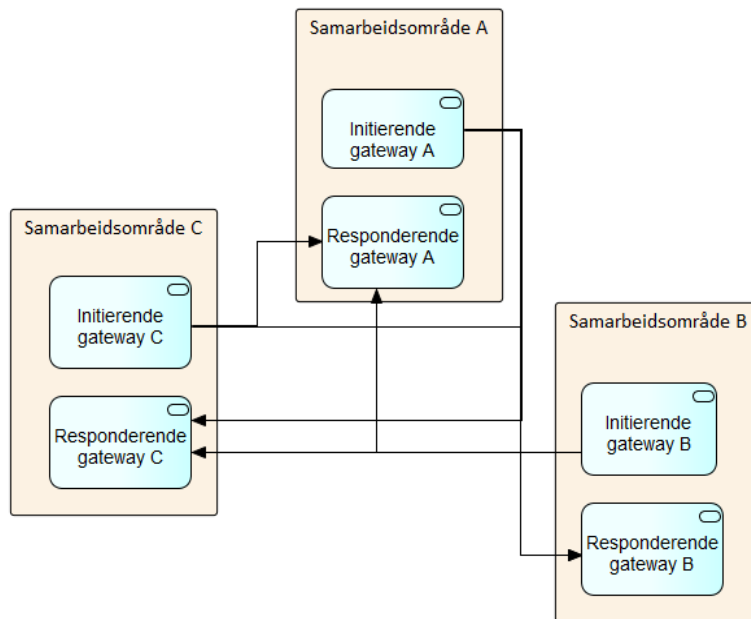 Samarbeidsområde A
Initierende
gateway A
Responderende
gateway A
Samarbeidsområde C
Initierende
gateway C
Responderende
gateway C
Samarbeidsområde B
Initierende
gateway B
Responderende
gateway B